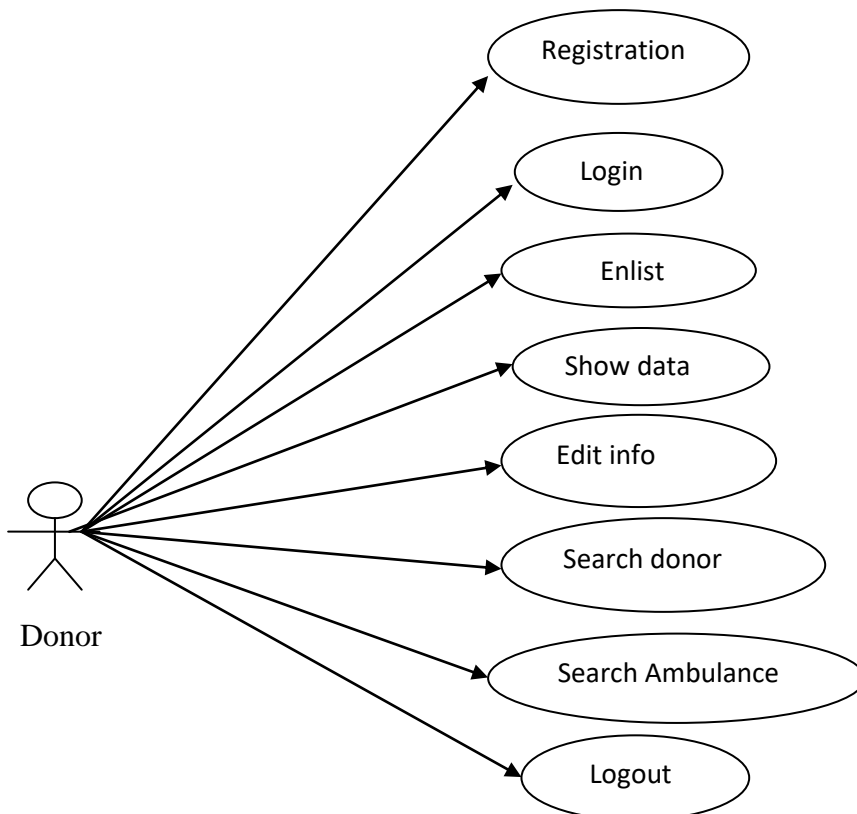 Registration
Login
Enlist
Show data
Edit info
Search donor
Donor
Search Ambulance
Logout